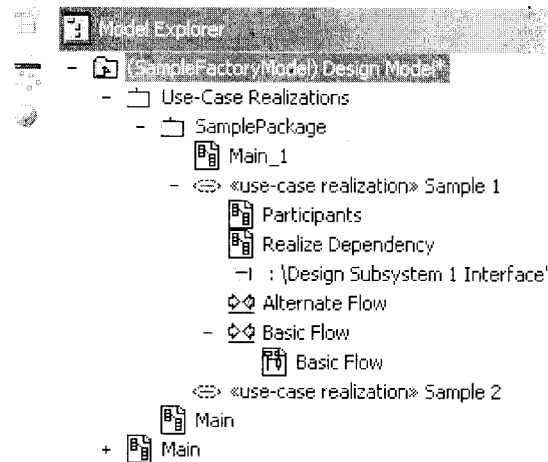 Model Explorer
(SampleFactoryModel) Design Model*
Use-Case Realizations
SamplePackage
Main_1
«use-case realization» Sample 1
Participants
Realize Dependency
: \Design Subsystem 1 Interface'
Alternate Flow
Basic Flow
Basic Flow
«use-case realization» Sample 2
Main
Main